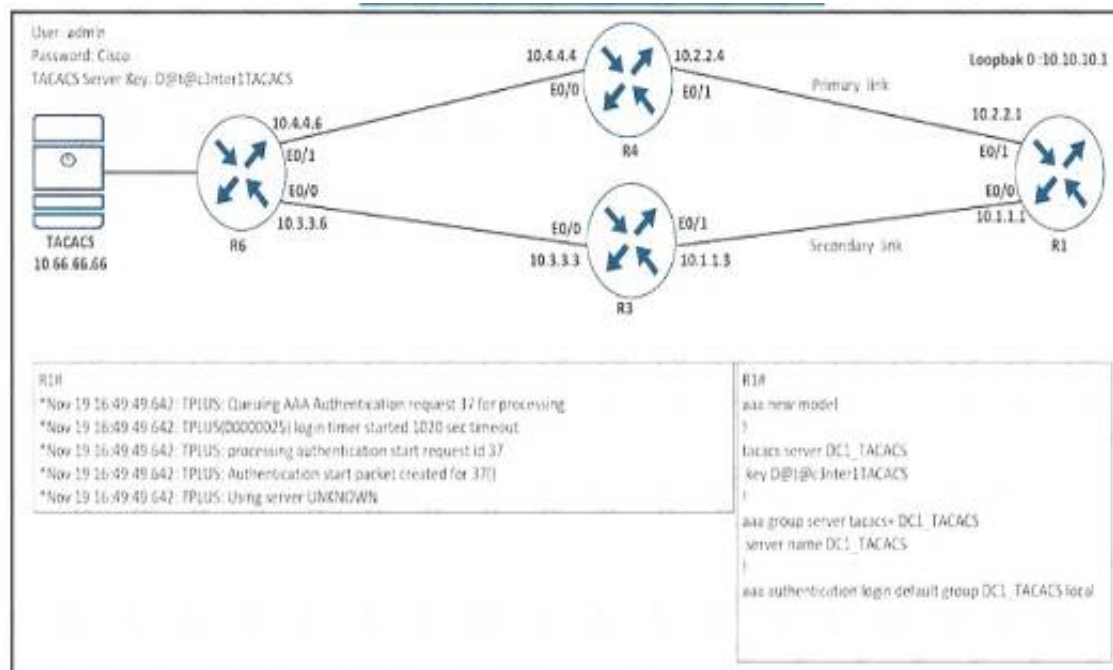 User: admin
Password: Cisco
TACACS Server Key: D@t@c3nter1TACACS
10.4.4.4
10.2.2.4
Loopbak 0 :10.10.10.1
E0/0
E0/1
Primary link
10.4.4.6
10.2.2.1
R4
E0/1
E0/1
E0/0
E0/0
10.3.3.6
10.1.1.1
E0/0
E0/1
TACACS
R6
Secondary link
R1
10.66.66.66
10.3.3.3
10.1.1.3
R3
R1#
*Nov 19 16:49:49.642: TPLUS: Queuing AAA Authentication request 37 for processing
*Nov 19 16:49:49.642: TPLUS(00000025) login timer started 1020 sec timeout
*Nov 19 16:49:49.642: TPLUS: processing authentication start request id 37
*Nov 19 16:49:49.642: TPLUS: Authentication start packet created for 37()
*Nov 19 16:49:49.642: TPLUS: Using server UNKNOWN
R1#
aaa new model
!
tacacs server DC1_TACACS
key D@t@c3nter1TACACS
!
aaa group server tacacs+ DC1_TACACS
server name DC1_TACACS
!
aaa authentication login default group DC1_TACACS local